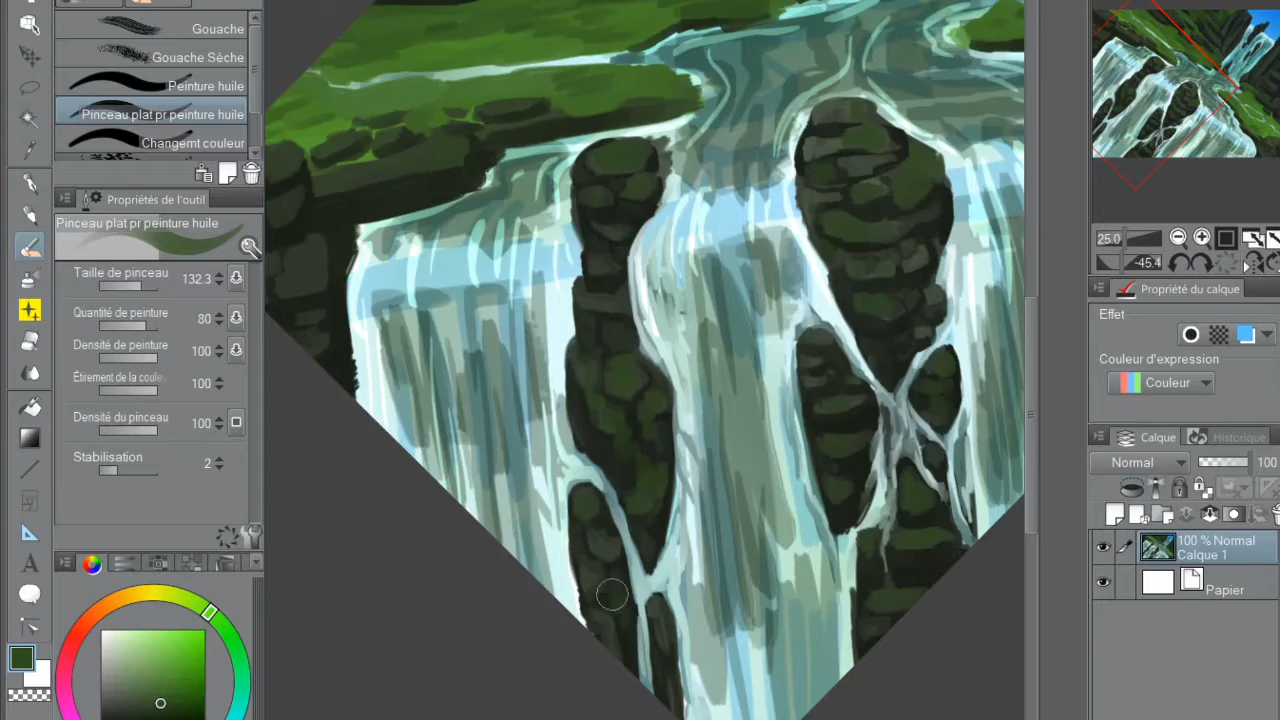 Gouache
Gouache Sèche
Peinture huile
Pinceau plat pr peinture huile
Changemt couleur
Propriétés de l'outil
Pinceau plat pr peinture huile
Taille de pinceau 132.3
Quantité de peinture 80
Densité de peinture 100
Étirement de la coule 100
Densité du pinceau 100
Stabilisation 2
25.0
-45.4
Propriété du calque
Effet
Couleur d'expression
Couleur
Calque Historique
Normal 100
100 % Normal
Calque 1
Papier